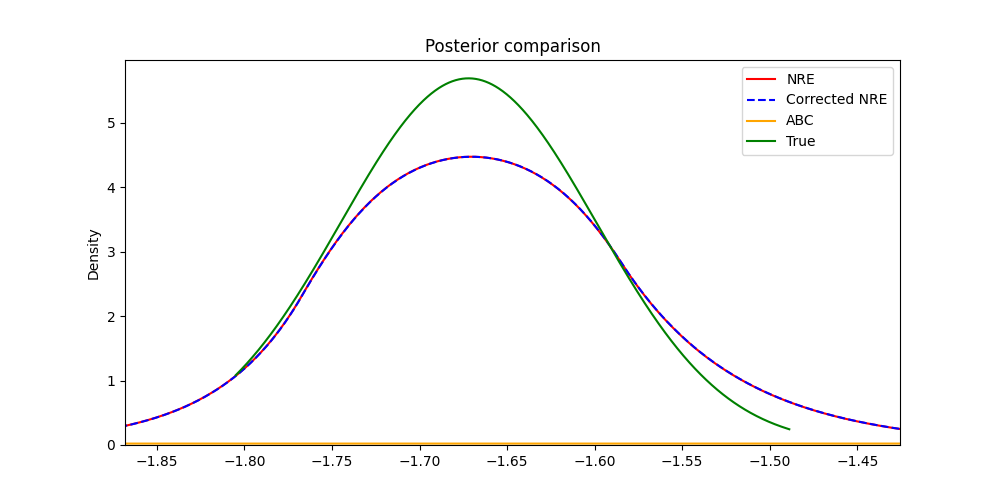 Posterior comparison
NRE
Corrected NRE
ABC
True
Density
5
4
3
2
1
0
−1.85 −1.80 −1.75 −1.70 −1.65 −1.60 −1.55 −1.50 −1.45